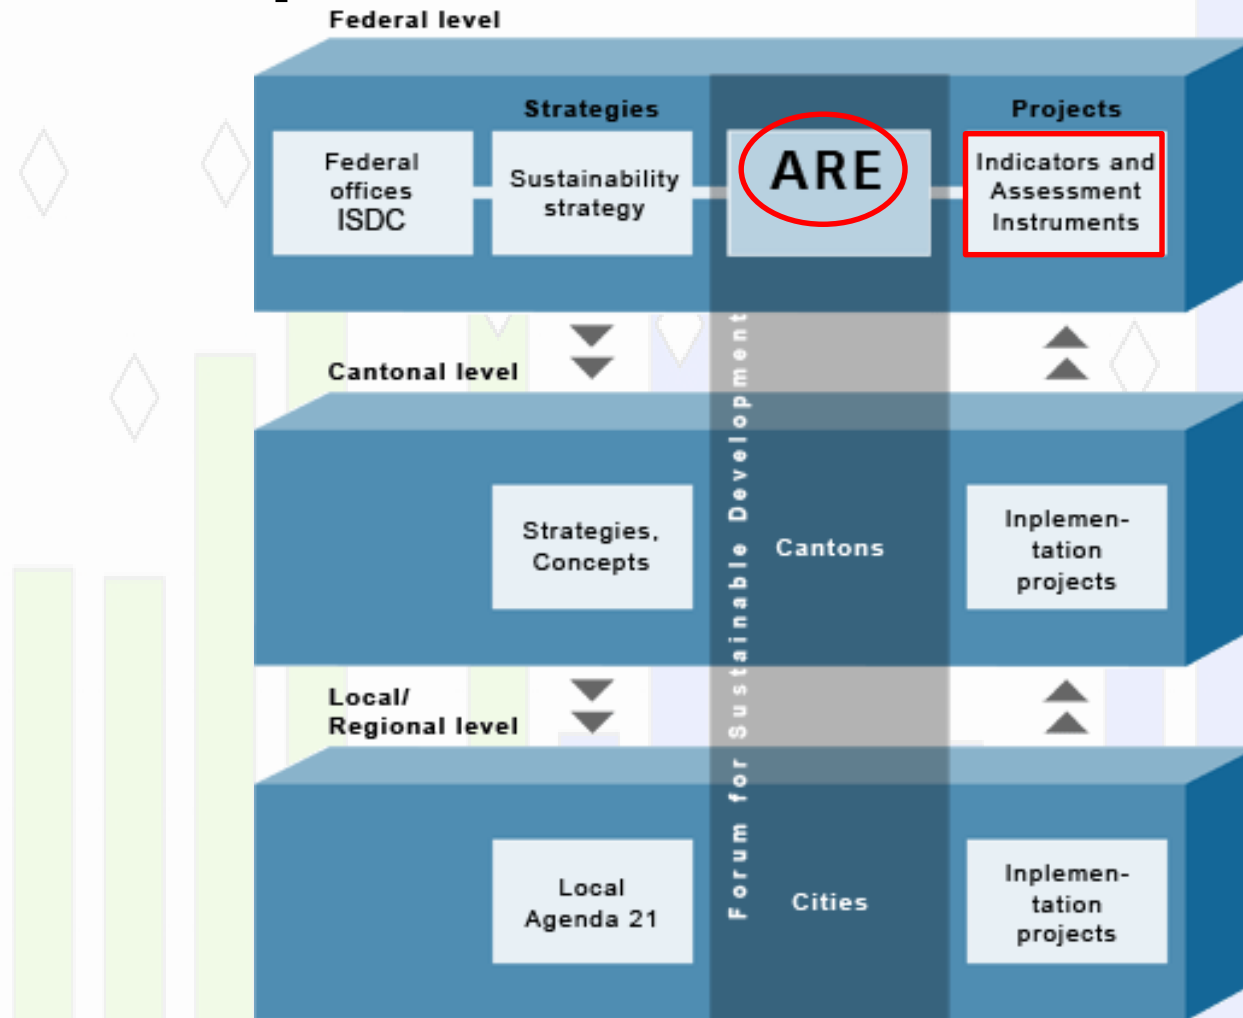 Federal level
Strategies
Projects
Federal
offices
ISDC
Sustainability
strategy
ARE
Indicators and
Assessment
Instruments
Forum for Sustainable Development
Cantonal level
Strategies,
Concepts
Cantons
Inplemen-
tation
projects
Local/
Regional level
Local
Agenda 21
Cities
Inplemen-
tation
projects